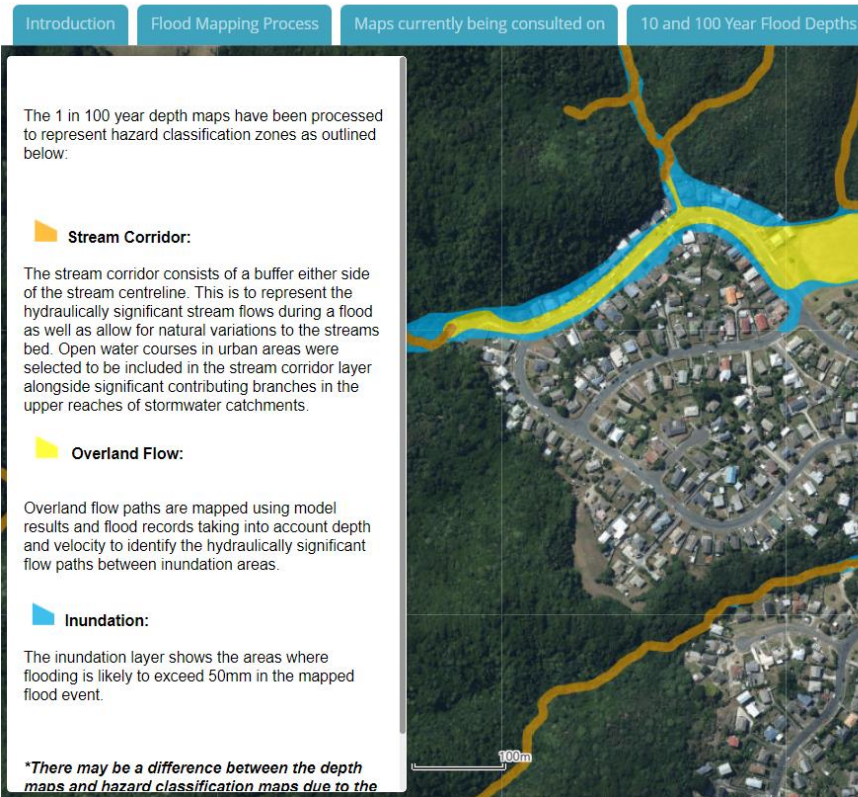 Introduction
Flood Mapping Process
Maps currently being consulted on
10 and 100 Year Flood Depths
The 1 in 100 year depth maps have been processed
to represent hazard classification zones as outlined
below:
Stream Corridor:
The stream corridor consists of a buffer either side
of the stream centreline. This is to represent the
hydraulically significant stream flows during a flood
as well as allow for natural variations to the streams
bed. Open water courses in urban areas were
selected to be included in the stream corridor layer
alongside significant contributing branches in the
upper reaches of stormwater catchments.
Overland Flow:
Overland flow paths are mapped using model
results and flood records taking into account depth
and velocity to identify the hydraulically significant
flow paths between inundation areas.
Inundation:
The inundation layer shows the areas where
flooding is likely to exceed 50mm in the mapped
flood event.
*There may be a difference between the depth
maps and hazard classification maps due to the
100m